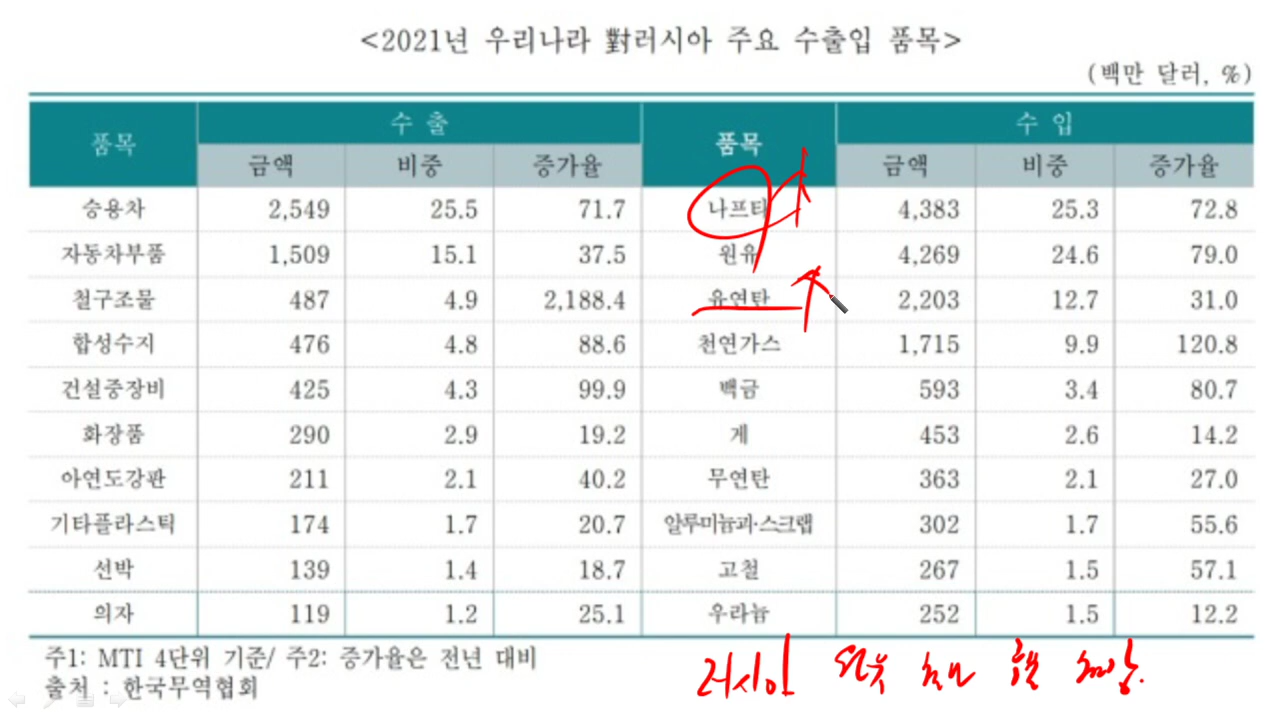 <2021년 우리나라 對러시아 주요 수출입 품목>
(백만 달러, %)
품목 수출 품목 수입
금액 비중 증가율 금액 비중 증가율
승용차 2,549 25.5 71.7 나프타 4,383 25.3 72.8
자동차부품 1,509 15.1 37.5 원유 4,269 24.6 79.0
철구조물 487 4.9 2,188.4 유연탄 2,203 12.7 31.0
합성수지 476 4.8 88.6 천연가스 1,715 9.9 120.8
건설중장비 425 4.3 99.9 백금 593 3.4 80.7
화장품 290 2.9 19.2 게 453 2.6 14.2
아연도강판 211 2.1 40.2 무연탄 363 2.1 27.0
기타플라스틱 174 1.7 20.7 알루미늄괴·스크랩 302 1.7 55.6
선박 139 1.4 18.7 고철 267 1.5 57.1
의자 119 1.2 25.1 우라늄 252 1.5 12.2
주1: MTI 4단위 기준/ 주2: 증가율은 전년 대비
출처 : 한국무역협회
러시아